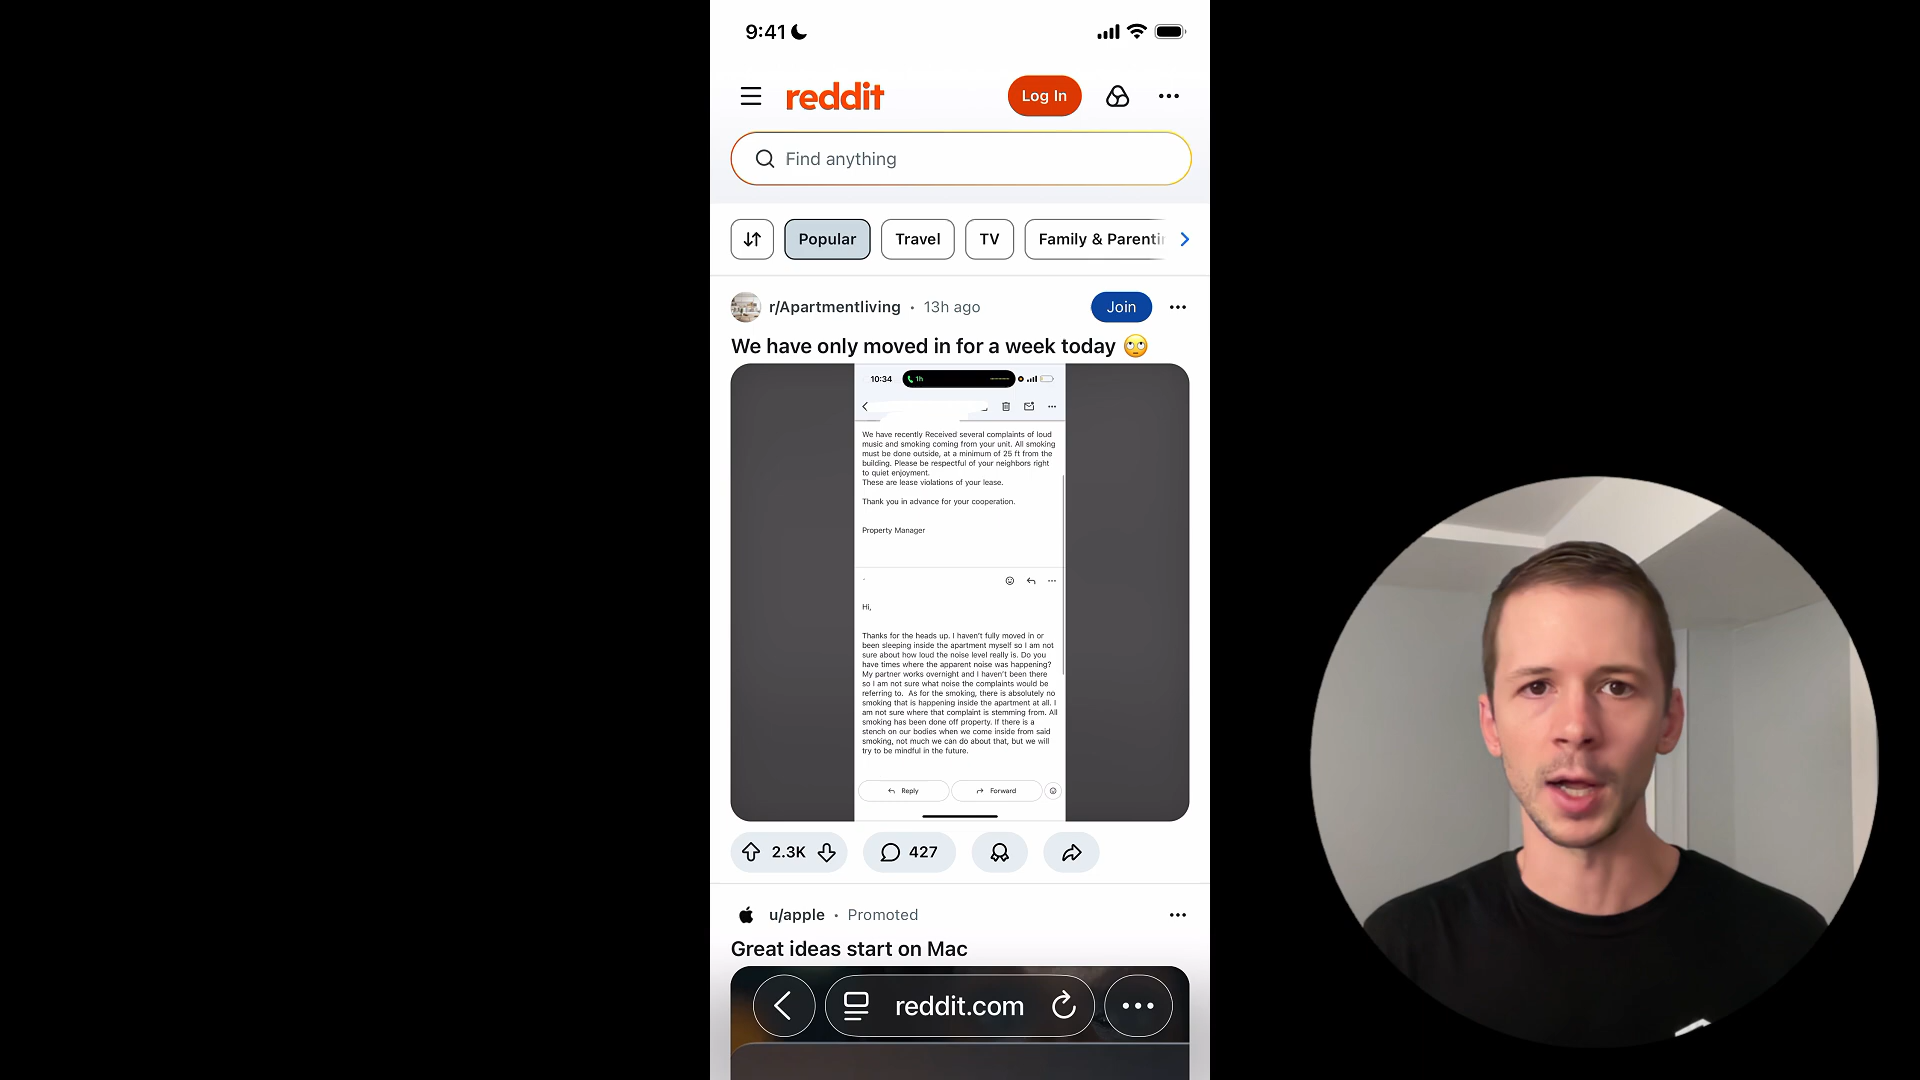 9:41
reddit
Log In
Find anything
Popular
Travel
TV
Family & Parentin
r/Apartmentliving • 13h ago
Join
We have only moved in for a week today 🙄
10:34
1h
We have recently Received several complaints of loud
music and smoking coming from your unit. All smoking
must be done outside, at a minimum of 25 ft from the
building. Please be respectful of your neighbors right
to quiet enjoyment.
These are lease violations of your lease.
Thank you in advance for your cooperation.
Property Manager
Hi,
Thanks for the heads up. I haven't fully moved in or
been sleeping inside the apartment myself so I am not
sure about how loud the noise level really is. Do you
have times where the apparent noise was happening?
My partner works overnight and I haven't been there
so I am not sure what noise the complaints would be
referring to. As for the smoking, there is absolutely no
smoking that is happening inside the apartment at all. I
am not sure where that complaint is stemming from. All
smoking has been done off property. If there is a
stench on our bodies when we come inside from said
smoking, not much we can do about that, but we will
try to be mindful in the future.
Reply
Forward
2.3K
427
u/apple • Promoted
Great ideas start on Mac
reddit.com